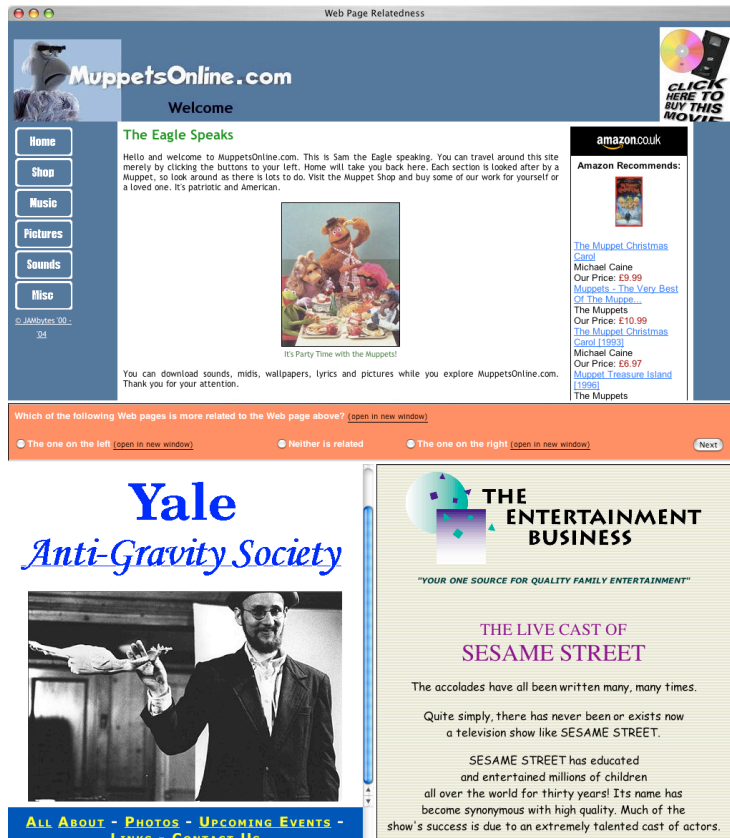 Web Page Relatedness
MuppetsOnline.com
Welcome
CLICK
HERE TO
BUY THIS
MOVIE
Home
Shop
Music
Pictures
Sounds
Misc
© JAMbytes '00 -
'04
The Eagle Speaks
Hello and welcome to MuppetsOnline.com. This is Sam the Eagle speaking. You can travel around this site
merely by clicking the buttons to your left. Home will take you back here. Each section is looked after by a
Muppet, so look around as there is lots to do. Visit the Muppet Shop and buy some of our work for yourself or
a loved one. It's patriotic and American.
It's Party Time with the Muppets!
You can download sounds, midis, wallpapers, lyrics and pictures while you explore MuppetsOnline.com.
Thank you for your attention.
amazon.co.uk
Amazon Recommends:
The Muppet Christmas
Carol
Michael Caine
Our Price: £9.99
Muppets - The Very Best
Of The Muppe...
The Muppets
Our Price: £10.99
The Muppet Christmas
Carol [1993]
Michael Caine
Our Price: £6.97
Muppet Treasure Island
[1996]
The Muppets
Which of the following Web pages is more related to the Web page above? (open in new window)
The one on the left (open in new window)
Neither is related
The one on the right (open in new window)
Next
Yale
Anti-Gravity Society
ALL ABOUT - PHOTOS - UPCOMING EVENTS -
LINKS - CONTACT US
THE
ENTERTAINMENT
BUSINESS
"YOUR ONE SOURCE FOR QUALITY FAMILY ENTERTAINMENT"
THE LIVE CAST OF
SESAME STREET
The accolades have all been written many, many times.
Quite simply, there has never been or exists now
a television show like SESAME STREET.
SESAME STREET has educated
and entertained millions of children
all over the world for thirty years! Its name has
become synonymous with high quality. Much of the
show's success is due to an extremely talented cast of actors.